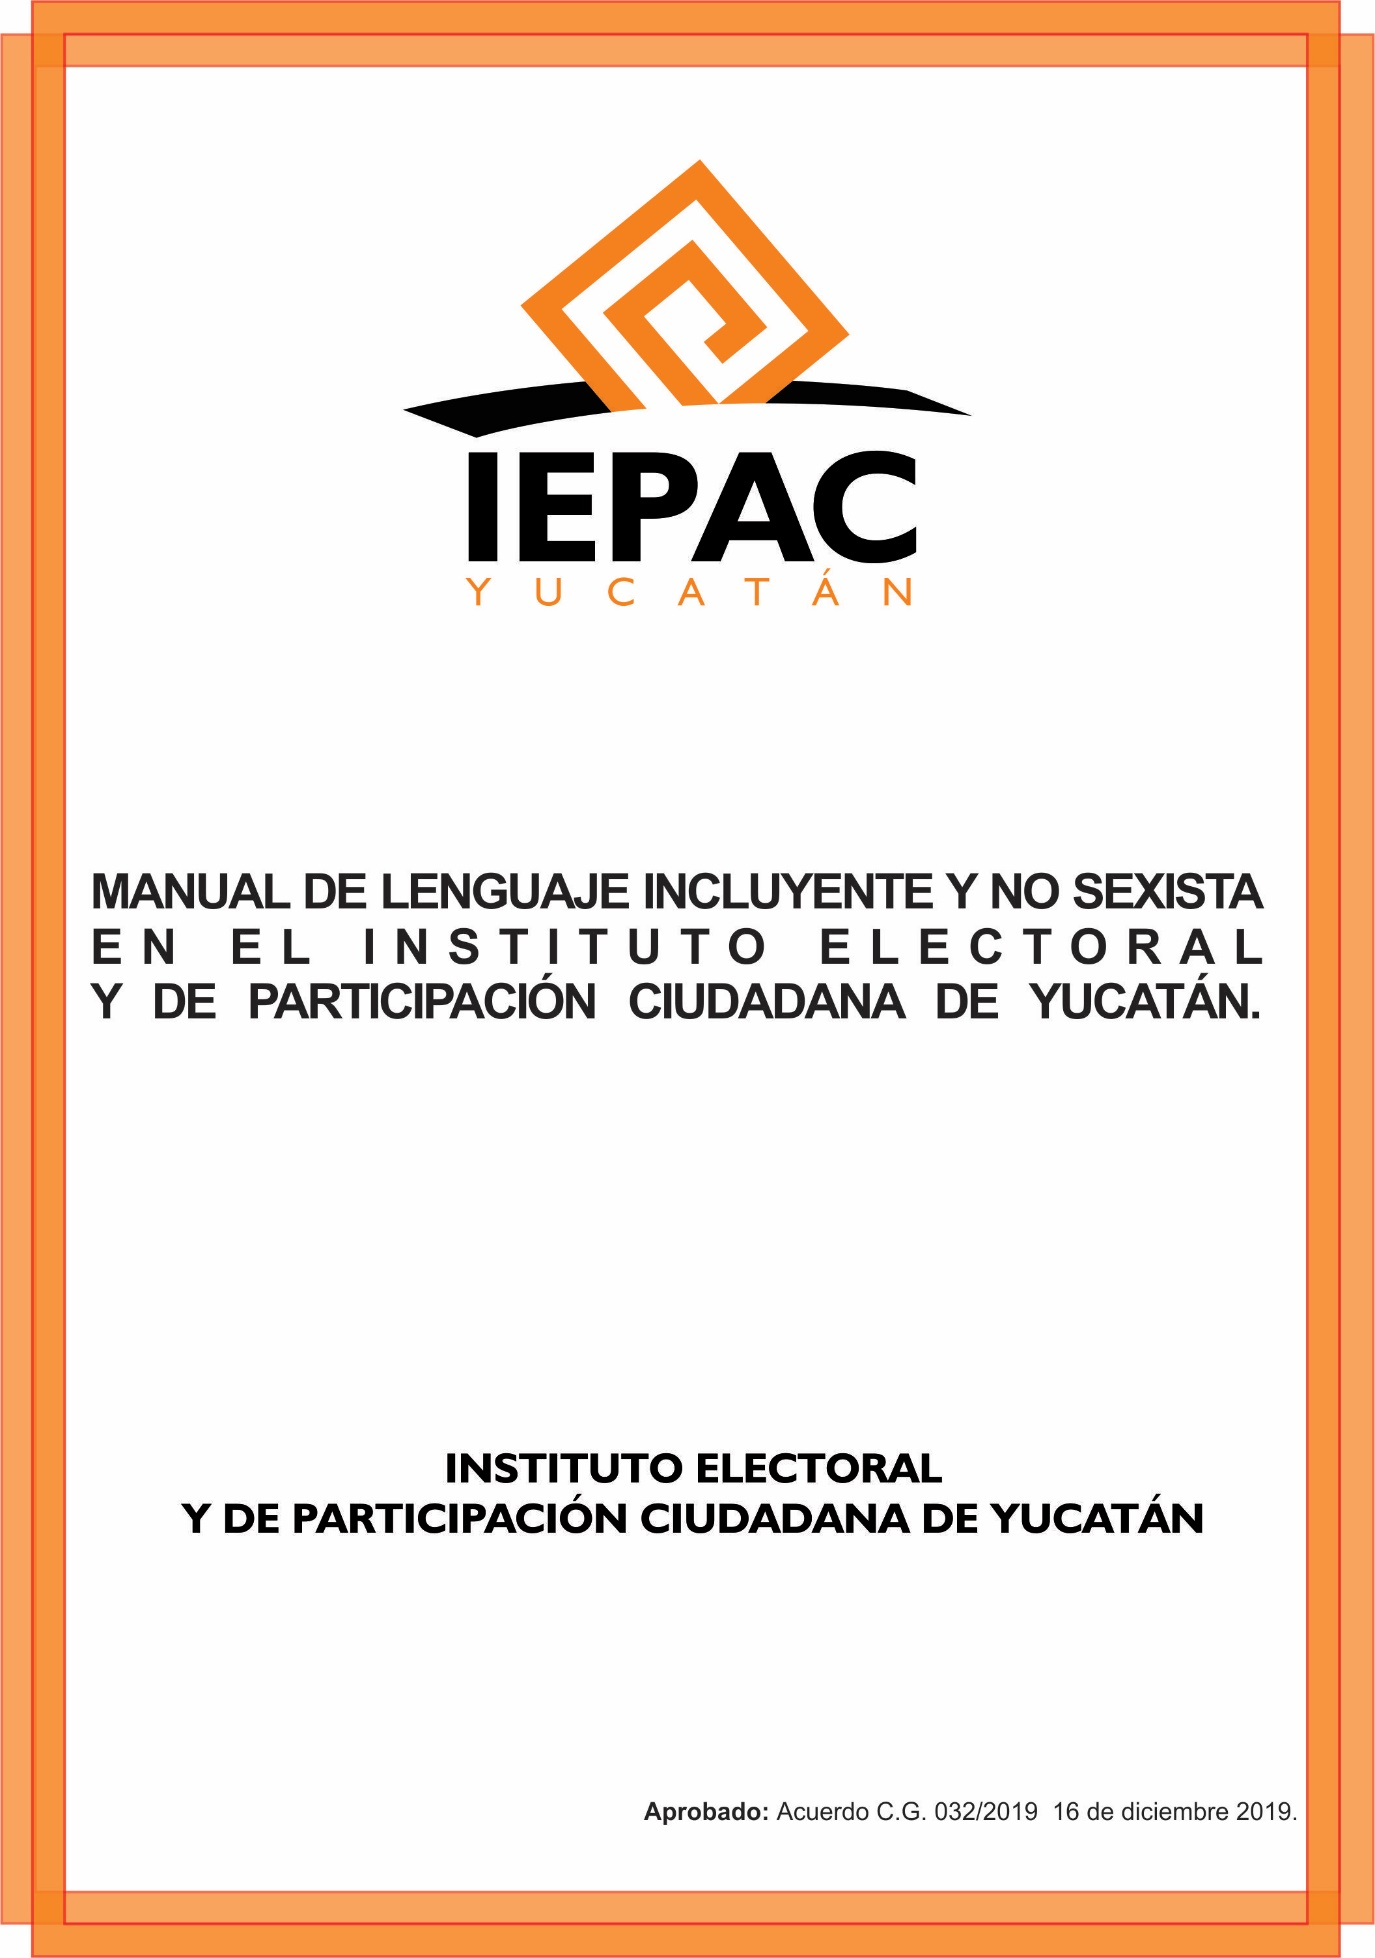 IEPAC
YUCATÁN
MANUAL DE LENGUAJE INCLUYENTE Y NO SEXISTA
EN EL INSTITUTO ELECTORAL
Y DE PARTICIPACIÓN CIUDADANA DE YUCATÁN.
INSTITUTO ELECTORAL
Y DE PARTICIPACIÓN CIUDADANA DE YUCATÁN
Aprobado: Acuerdo C.G. 032/2019  16 de diciembre 2019.